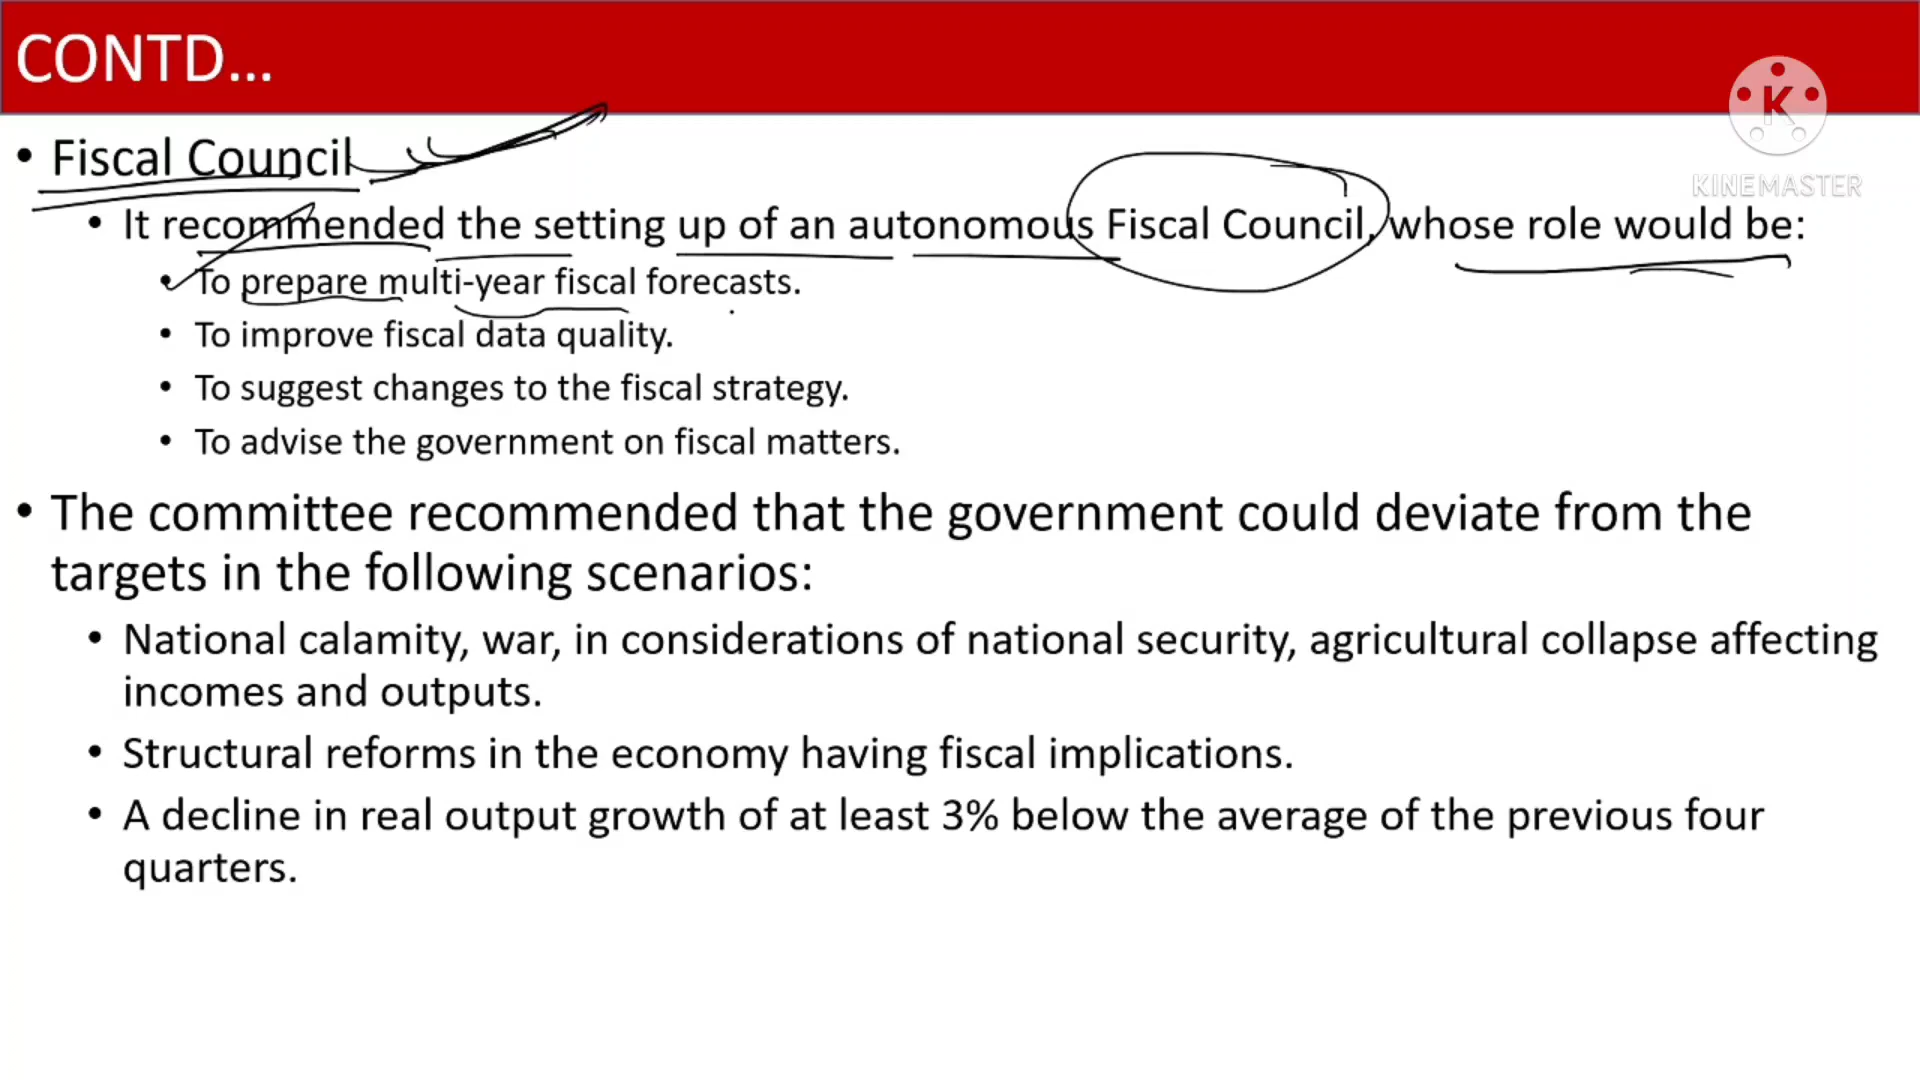 CONTD...
K
KINEMASTER
• Fiscal Council
• It recommended the setting up of an autonomous Fiscal Council, whose role would be:
• To prepare multi-year fiscal forecasts.
• To improve fiscal data quality.
• To suggest changes to the fiscal strategy.
• To advise the government on fiscal matters.
• The committee recommended that the government could deviate from the
targets in the following scenarios:
• National calamity, war, in considerations of national security, agricultural collapse affecting
incomes and outputs.
• Structural reforms in the economy having fiscal implications.
• A decline in real output growth of at least 3% below the average of the previous four
quarters.